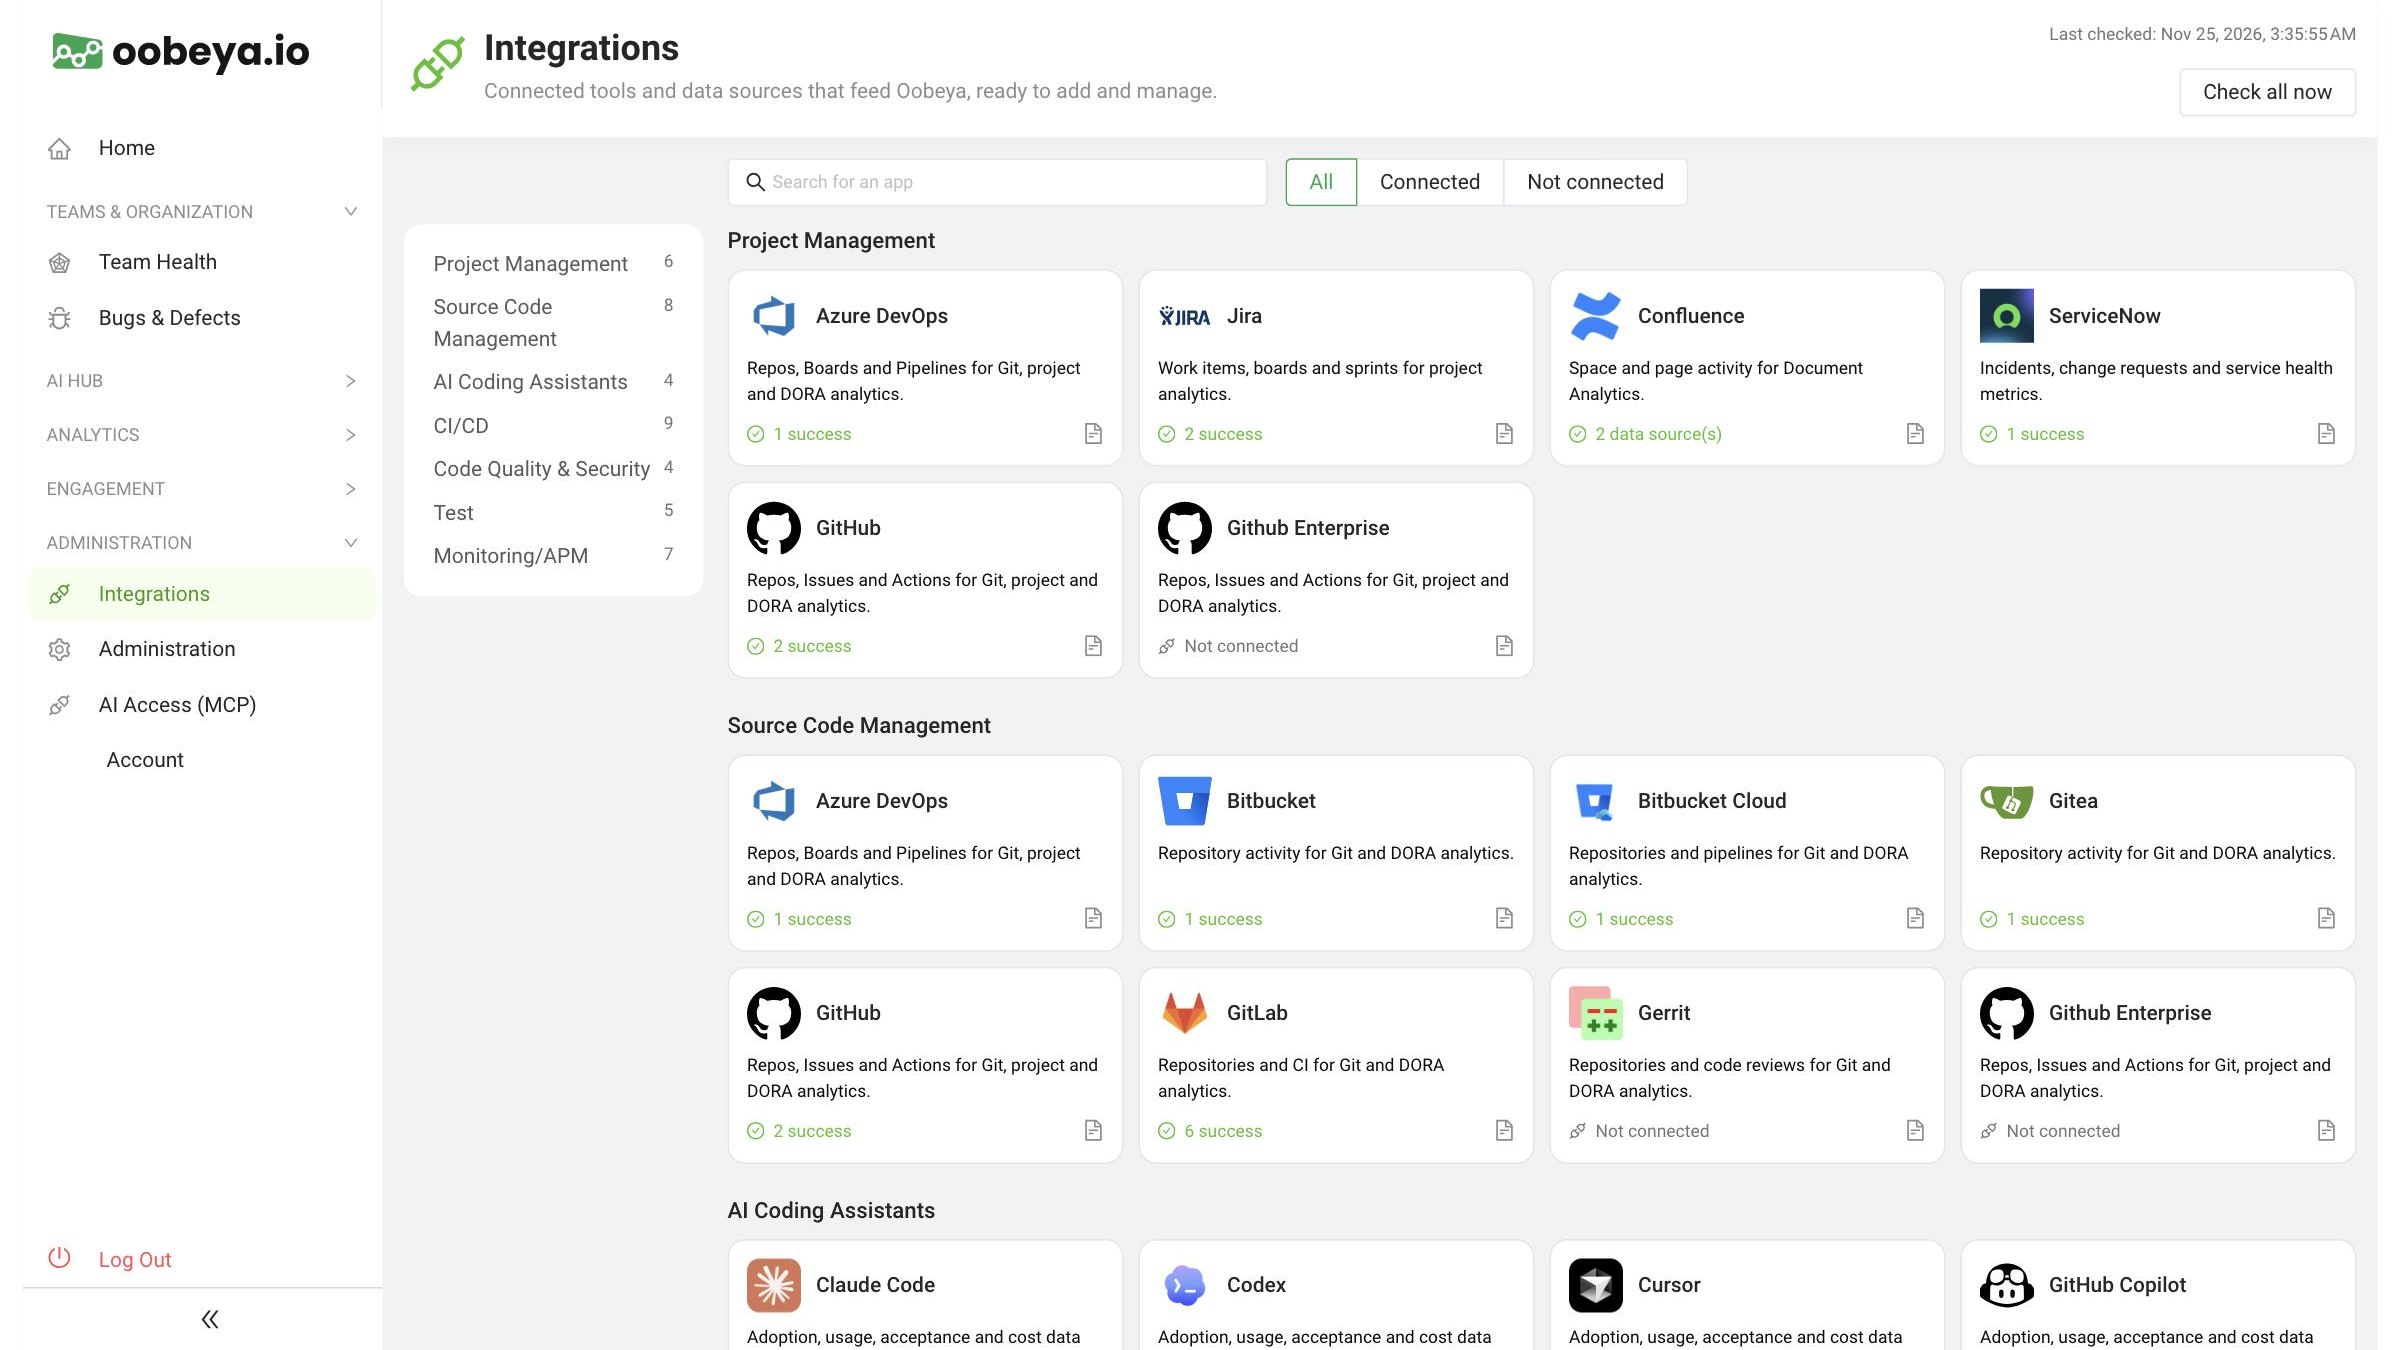 oobeya.io
Home
TEAMS & ORGANIZATION
Team Health
Bugs & Defects
AI HUB
ANALYTICS
ENGAGEMENT
ADMINISTRATION
Integrations
Administration
AI Access (MCP)
Account
Log Out
Integrations
Connected tools and data sources that feed Oobeya, ready to add and manage.
Last checked: Nov 25, 2026, 3:35:55 AM
Check all now
Search for an app
All
Connected
Not connected
Project Management 6
Source Code 8
Management
AI Coding Assistants 4
CI/CD 9
Code Quality & Security 4
Test 5
Monitoring/APM 7
Project Management
Azure DevOps
Repos, Boards and Pipelines for Git, project
and DORA analytics.
1 success
JIRA
Jira
Work items, boards and sprints for project
analytics.
2 success
Confluence
Space and page activity for Document
Analytics.
2 data source(s)
ServiceNow
Incidents, change requests and service health
metrics.
1 success
GitHub
Repos, Issues and Actions for Git, project and
DORA analytics.
2 success
Github Enterprise
Repos, Issues and Actions for Git, project and
DORA analytics.
Not connected
Source Code Management
Azure DevOps
Repos, Boards and Pipelines for Git, project
and DORA analytics.
1 success
Bitbucket
Repository activity for Git and DORA analytics.
1 success
Bitbucket Cloud
Repositories and pipelines for Git and DORA
analytics.
1 success
Gitea
Repository activity for Git and DORA analytics.
1 success
GitHub
Repos, Issues and Actions for Git, project and
DORA analytics.
2 success
GitLab
Repositories and CI for Git and DORA
analytics.
6 success
Gerrit
Repositories and code reviews for Git and
DORA analytics.
Not connected
Github Enterprise
Repos, Issues and Actions for Git, project and
DORA analytics.
Not connected
AI Coding Assistants
Claude Code
Adoption, usage, acceptance and cost data
Codex
Adoption, usage, acceptance and cost data
Cursor
Adoption, usage, acceptance and cost data
GitHub Copilot
Adoption, usage, acceptance and cost data